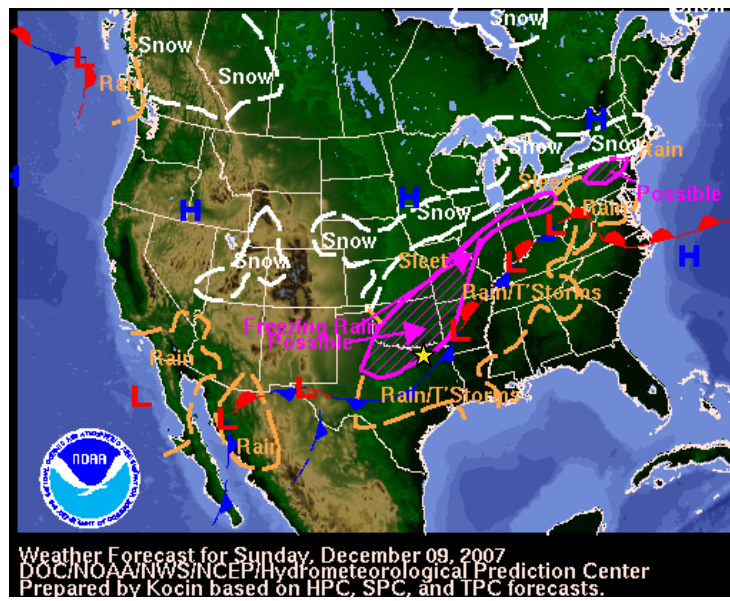 Snow
Snow
Snow
L
Rain
H
Snow
Snow
Rain
H
Sleet
Possible
H
H
Snow
Rain
Snow
L
H
Snow
Sleet
L
Rain/T'Storms
Freezing Rain
Possible
L
Rain
L
L
Rain/T'Storms
L
Rain
NOAA
Weather Forecast for Sunday, December 09, 2007
DOC/NOAA/NWS/NCEP/Hydrometeorological Prediction Center
Prepared by Kocin based on HPC, SPC, and TPC forecasts.